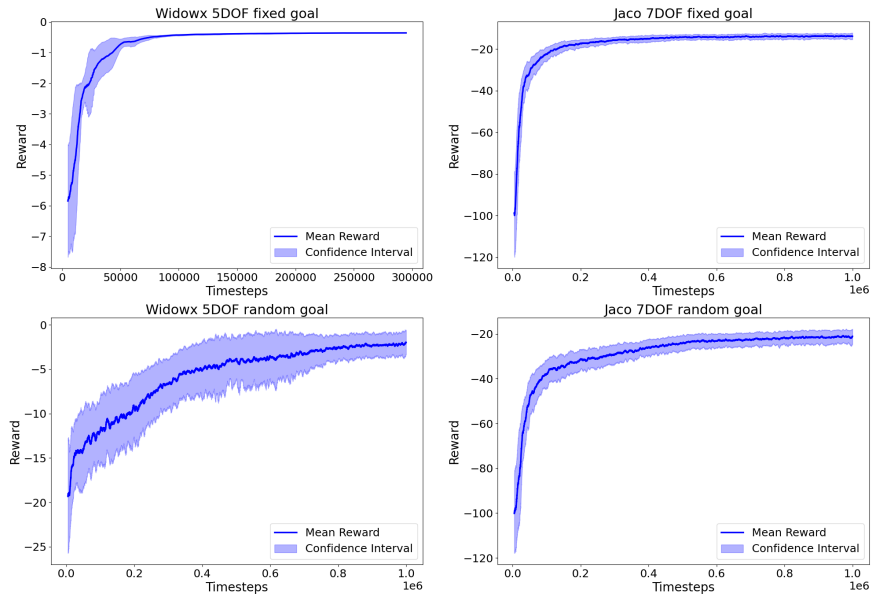 Widowx 5DOF fixed goal
Reward
0
−1
−2
−3
−4
−5
−6
−7
−8
0 50000 100000 150000 200000 250000 300000
Timesteps
Mean Reward
Confidence Interval
Jaco 7DOF fixed goal
Reward
−20
−40
−60
−80
−100
−120
0.0 0.2 0.4 0.6 0.8 1.0
1e6
Timesteps
Mean Reward
Confidence Interval
Widowx 5DOF random goal
Reward
0
−5
−10
−15
−20
−25
0.0 0.2 0.4 0.6 0.8 1.0
1e6
Timesteps
Mean Reward
Confidence Interval
Jaco 7DOF random goal
Reward
−20
−40
−60
−80
−100
−120
0.0 0.2 0.4 0.6 0.8 1.0
1e6
Timesteps
Mean Reward
Confidence Interval